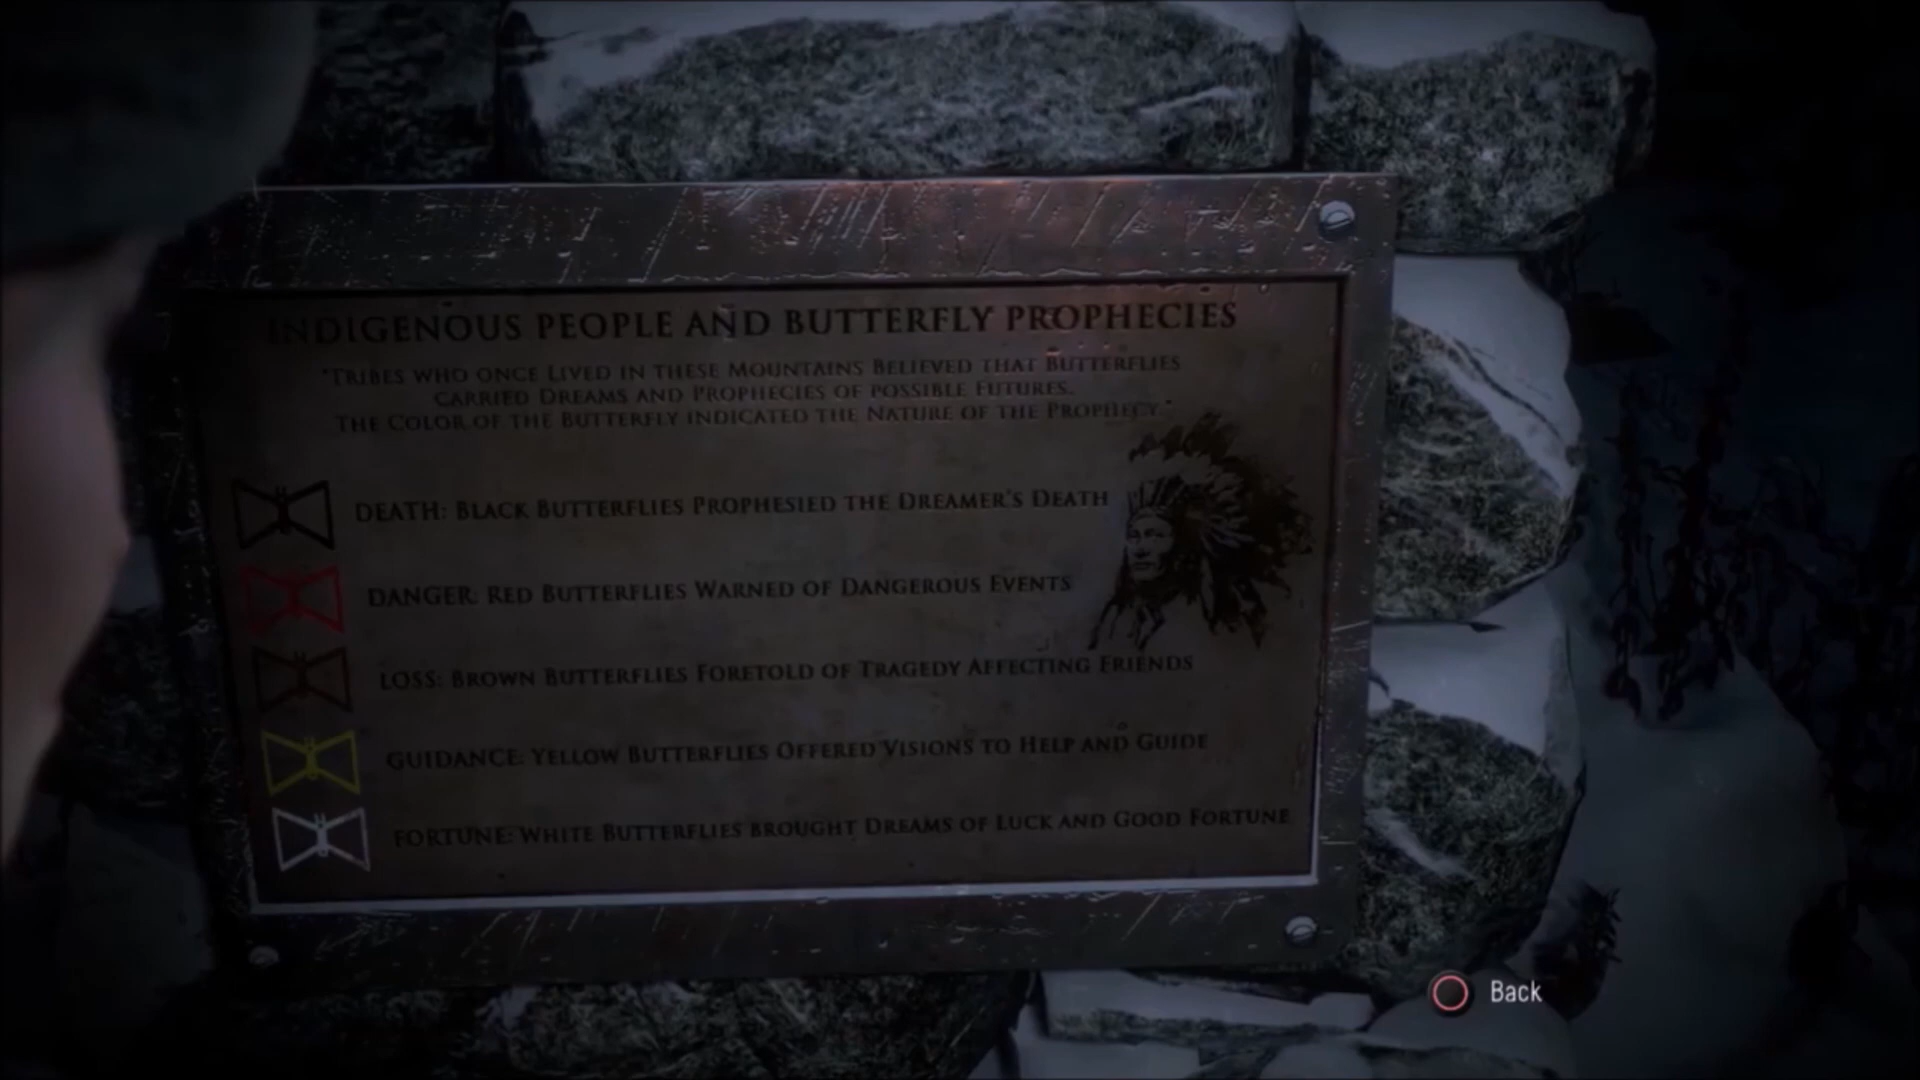 INDIGENOUS PEOPLE AND BUTTERFLY PROPHECIES
"TRIBES WHO ONCE LIVED IN THESE MOUNTAINS BELIEVED THAT BUTTERFLIES
CARRIED DREAMS AND PROPHECIES OF POSSIBLE FUTURES.
THE COLOR OF THE BUTTERFLY INDICATED THE NATURE OF THE PROPHECY."
DEATH: BLACK BUTTERFLIES PROPHESIED THE DREAMER'S DEATH
DANGER: RED BUTTERFLIES WARNED OF DANGEROUS EVENTS
LOSS: BROWN BUTTERFLIES FORETOLD OF TRAGEDY AFFECTING FRIENDS
GUIDANCE: YELLOW BUTTERFLIES OFFERED VISIONS TO HELP AND GUIDE
FORTUNE: WHITE BUTTERFLIES BROUGHT DREAMS OF LUCK AND GOOD FORTUNE
Back